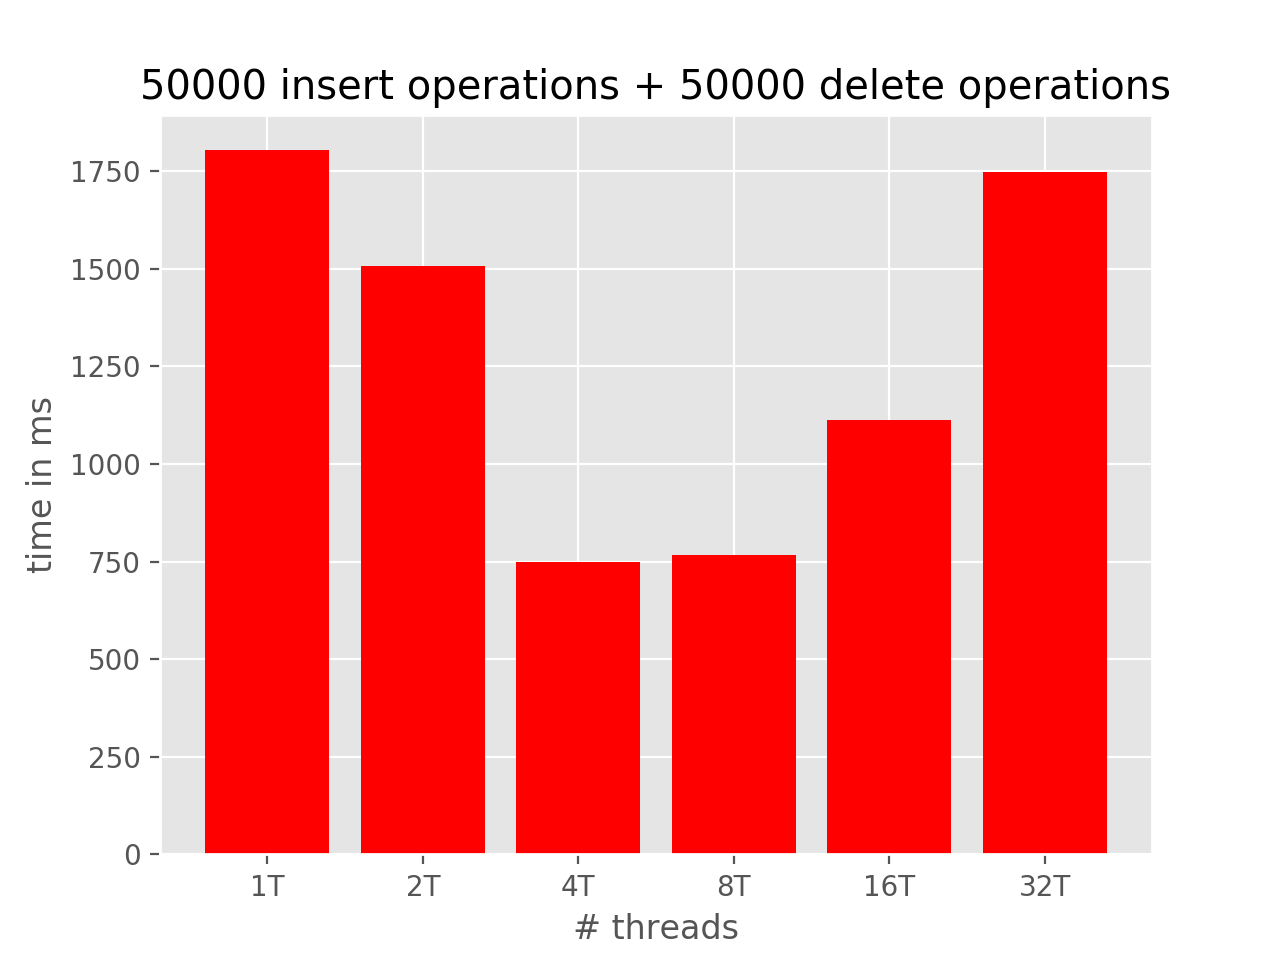 50000 insert operations + 50000 delete operations
1750
1500
1250
1000
750
500
250
0
time in ms
1T 2T 4T 8T 16T 32T
# threads